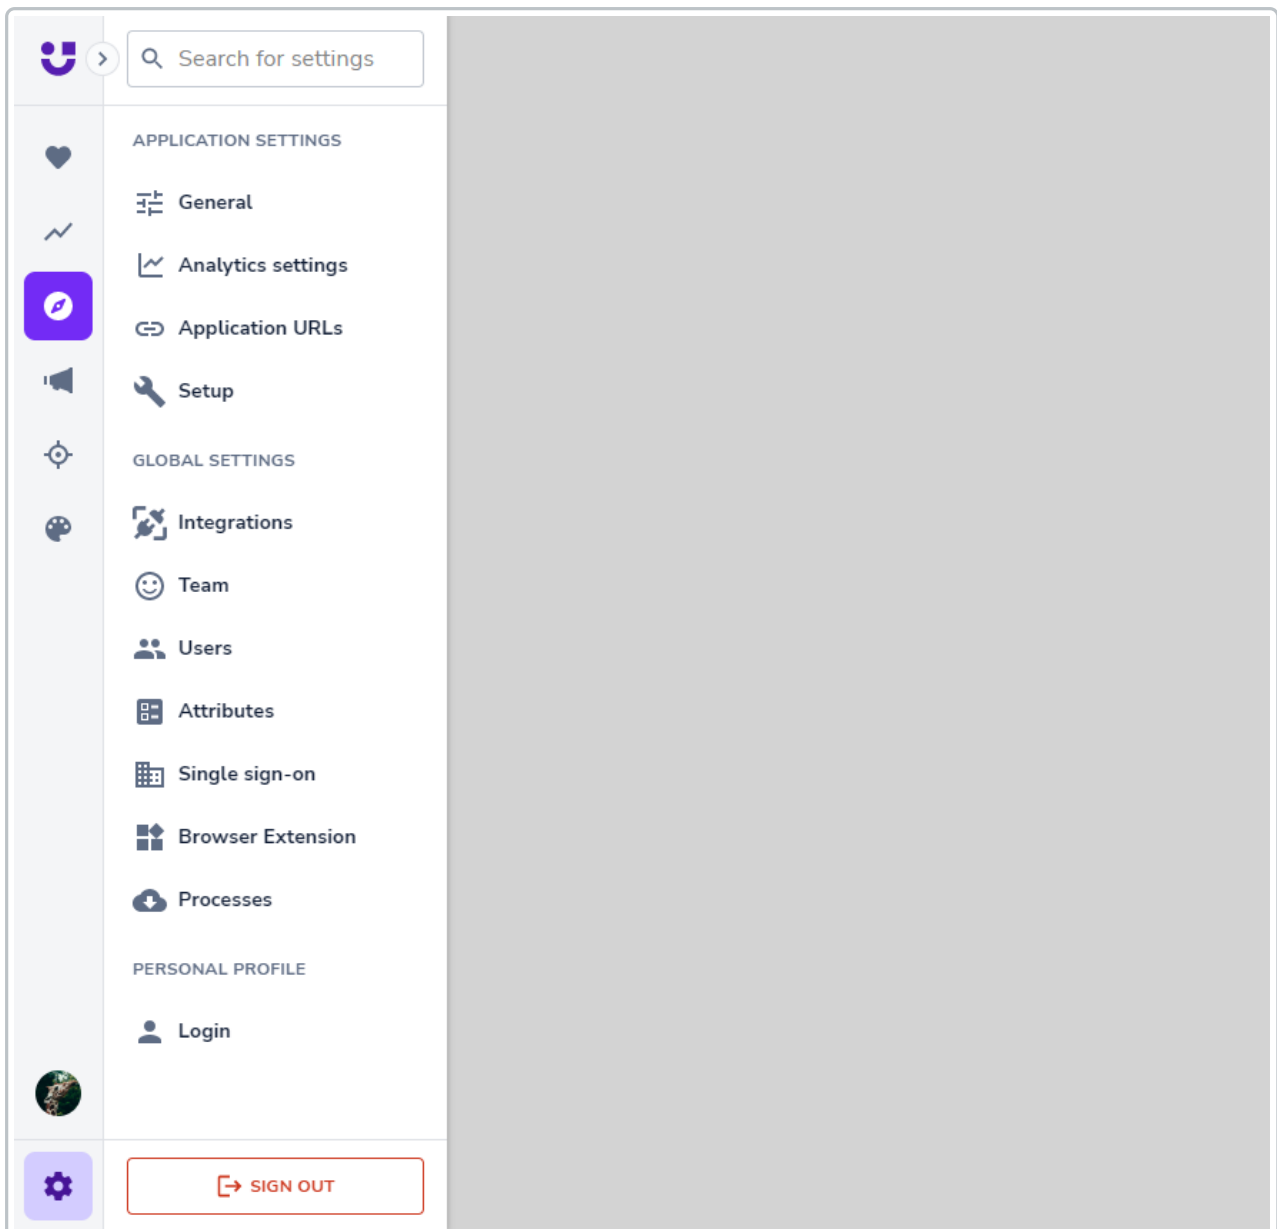 Search for settings
APPLICATION SETTINGS
General
Analytics settings
Application URLs
Setup
GLOBAL SETTINGS
Integrations
Team
Users
Attributes
Single sign-on
Browser Extension
Processes
PERSONAL PROFILE
Login
SIGN OUT